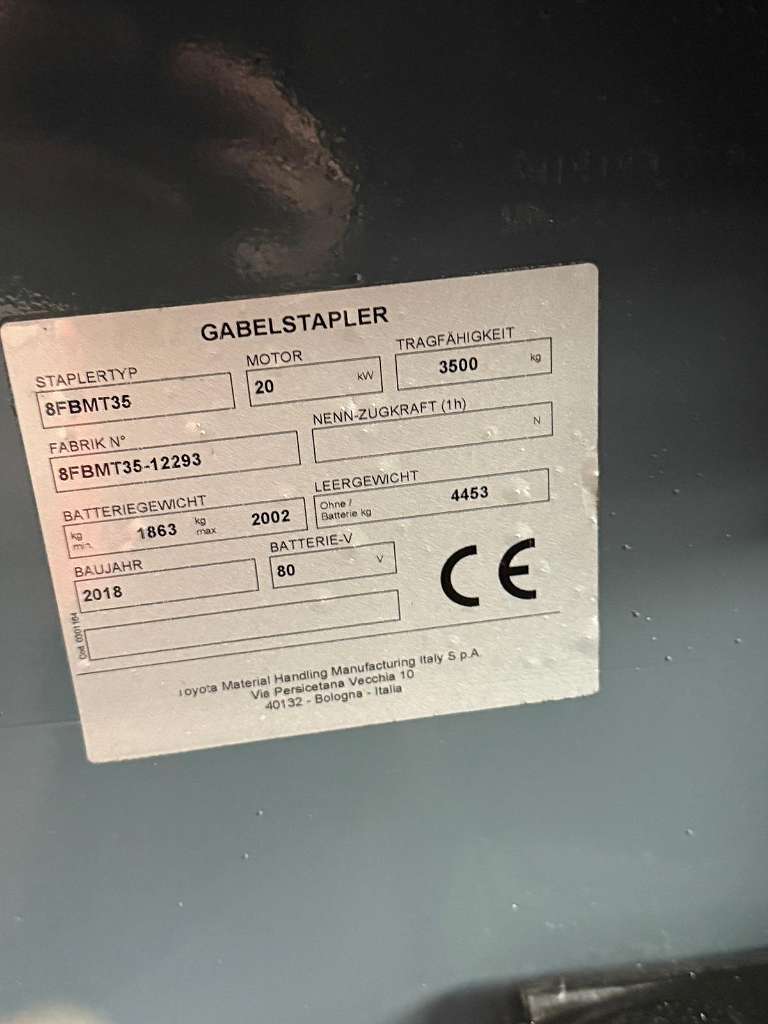 GABELSTAPLER
STAPLERTYP MOTOR TRAGFÄHIGKEIT
8FBMT35 20 kW 3500 kg
FABRIK N° NENN-ZUGKRAFT (1h)
8FBMT35-12293 N
BATTERIEGEWICHT LEERGEWICHT
kg min. 1863 kg max 2002 Ohne / Batterie kg 4453
BAUJAHR BATTERIE-V
2018 80 V
CE
Toyota Material Handling Manufacturing Italy S.p.A.
Via Persicetana Vecchia 10
40132 - Bologna - Italia